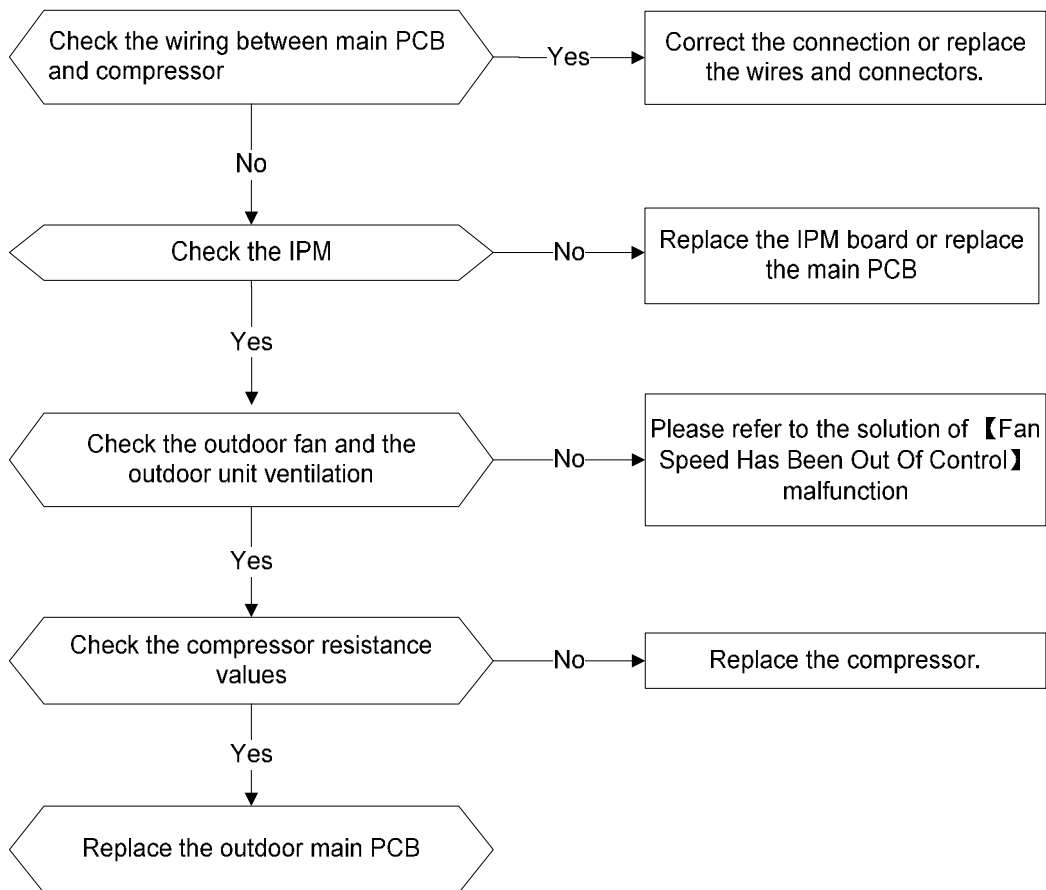 Check the wiring between main PCB
and compressor
Yes
Correct the connection or replace
the wires and connectors.
No
Check the IPM
No
Replace the IPM board or replace
the main PCB
Yes
Check the outdoor fan and the
outdoor unit ventilation
No
Please refer to the solution of 【Fan
Speed Has Been Out Of Control】
malfunction
Yes
Check the compressor resistance
values
No
Replace the compressor.
Yes
Replace the outdoor main PCB